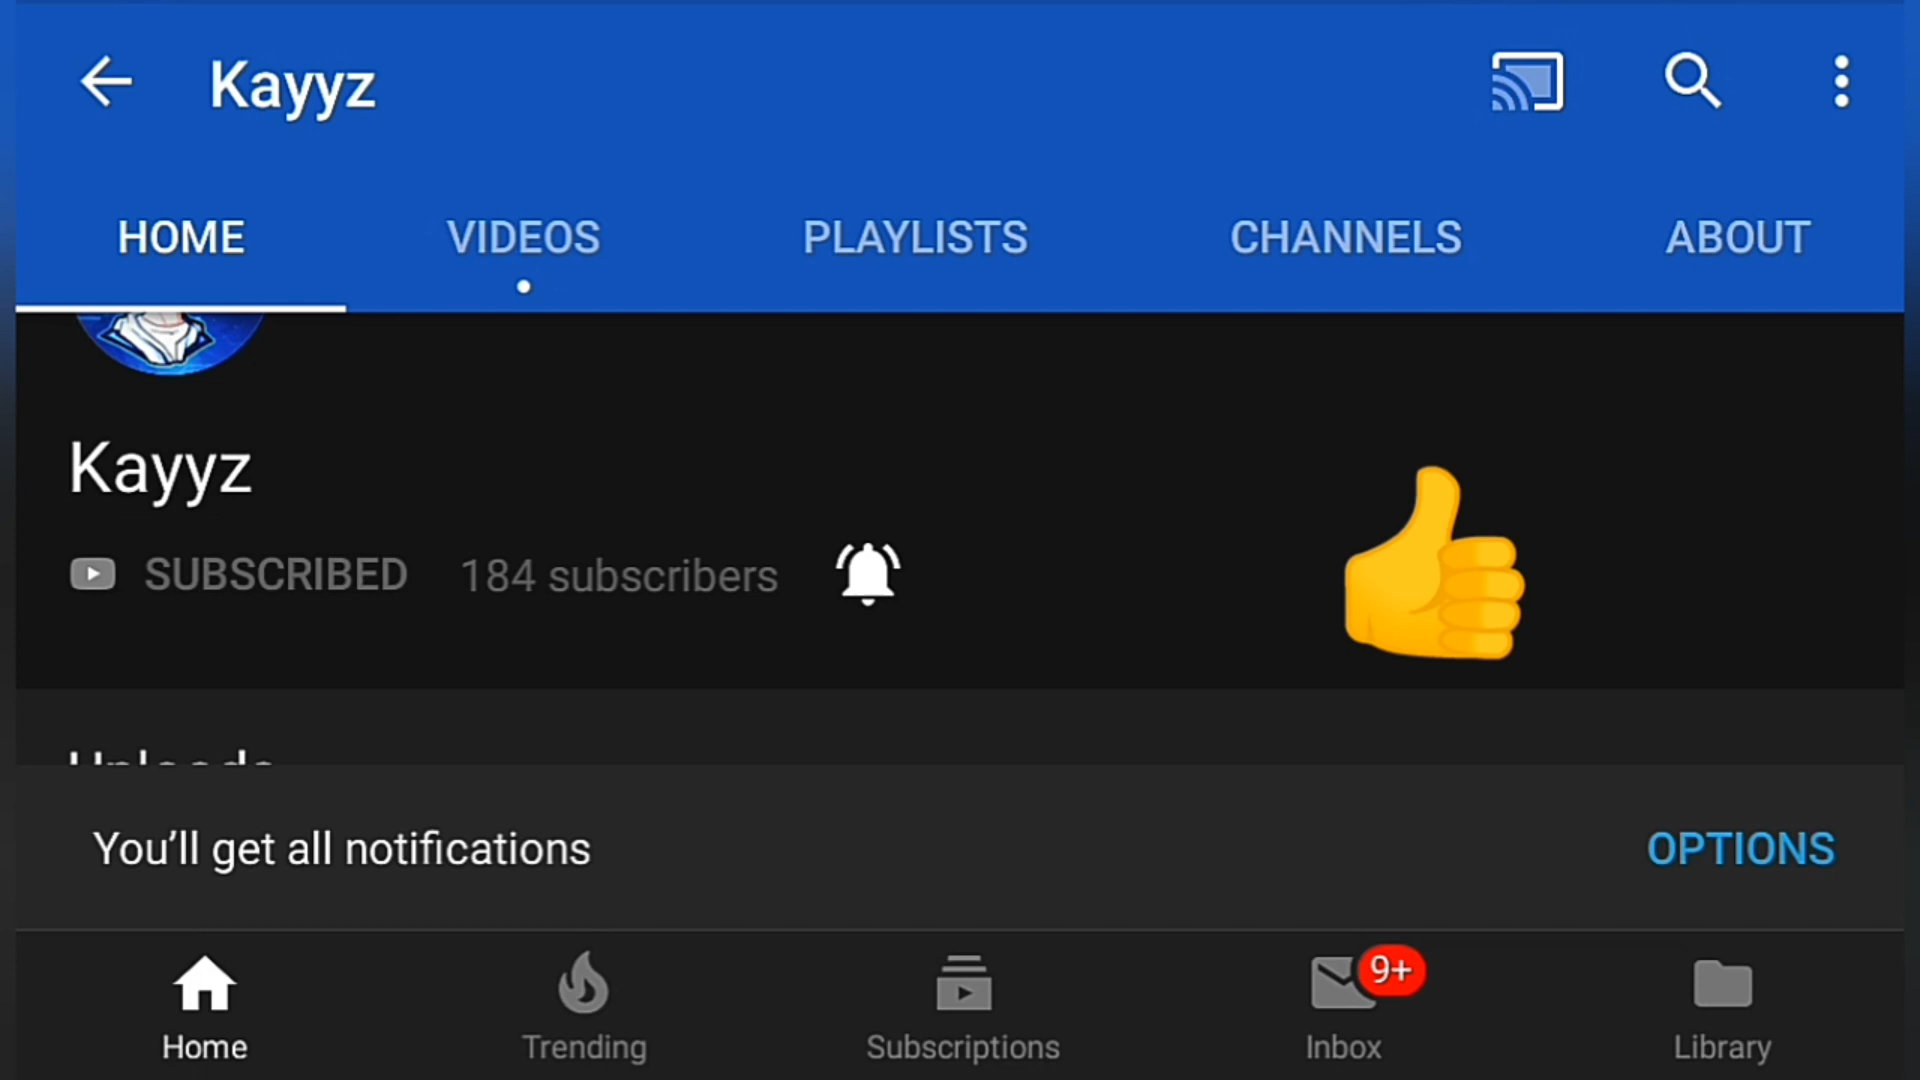 Kayyz
HOME VIDEOS PLAYLISTS CHANNELS ABOUT
Kayyz
SUBSCRIBED 184 subscribers
Uploads
You'll get all notifications OPTIONS
9+
Home Trending Subscriptions Inbox Library